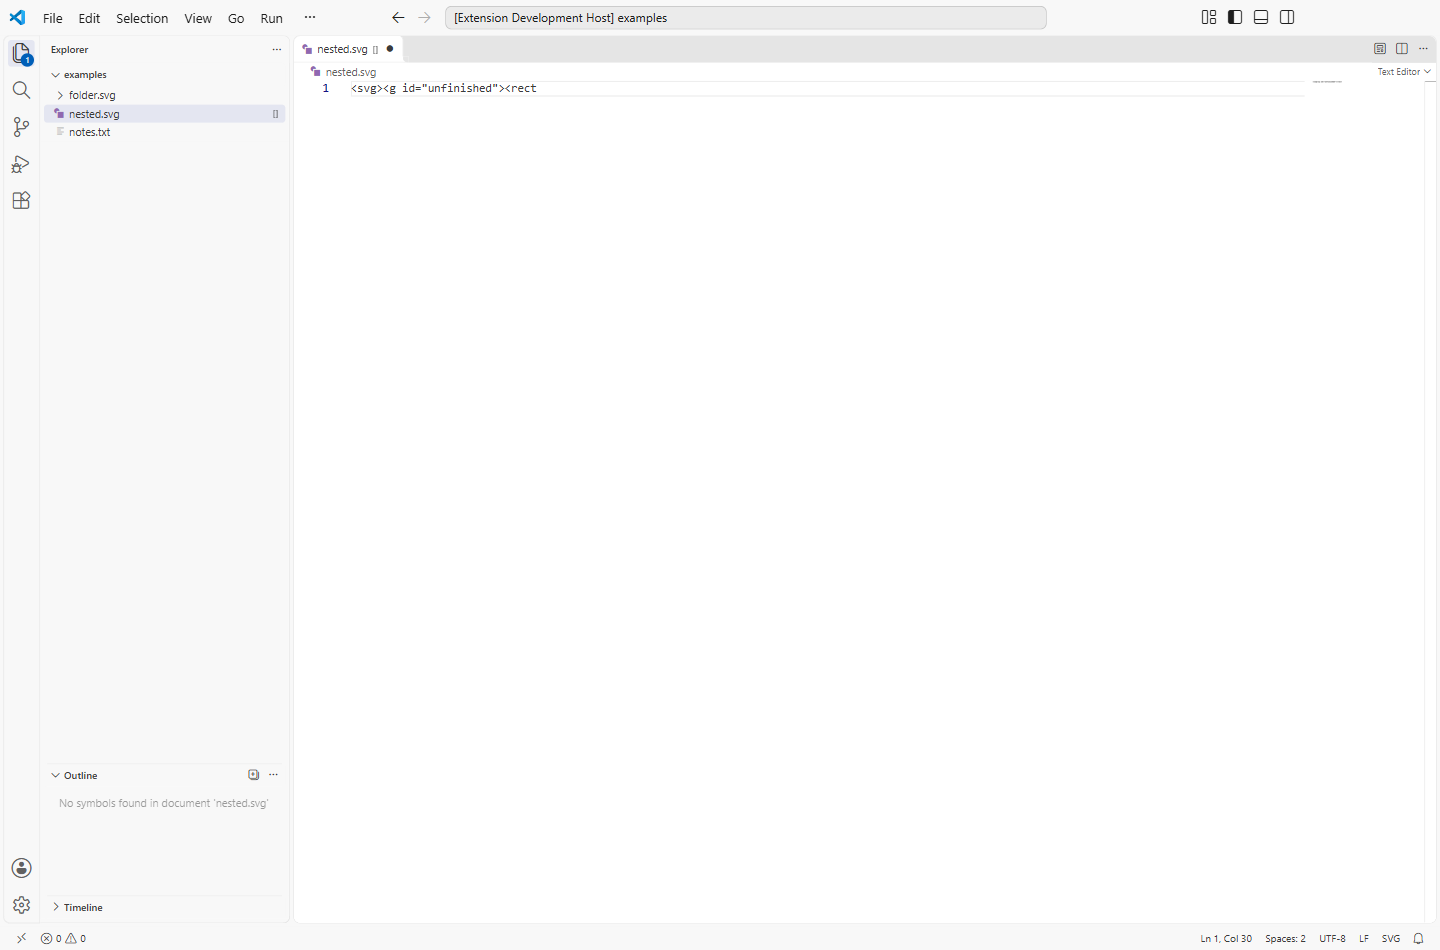 File Edit Selection View Go Run ···
[Extension Development Host] examples
Explorer
1
examples
folder.svg
nested.svg
notes.txt
nested.svg
nested.svg
Text Editor
1 <svg><g id="unfinished"><rect
Outline
No symbols found in document 'nested.svg'
Timeline
0 0
Ln 1, Col 30 Spaces: 2 UTF-8 LF SVG